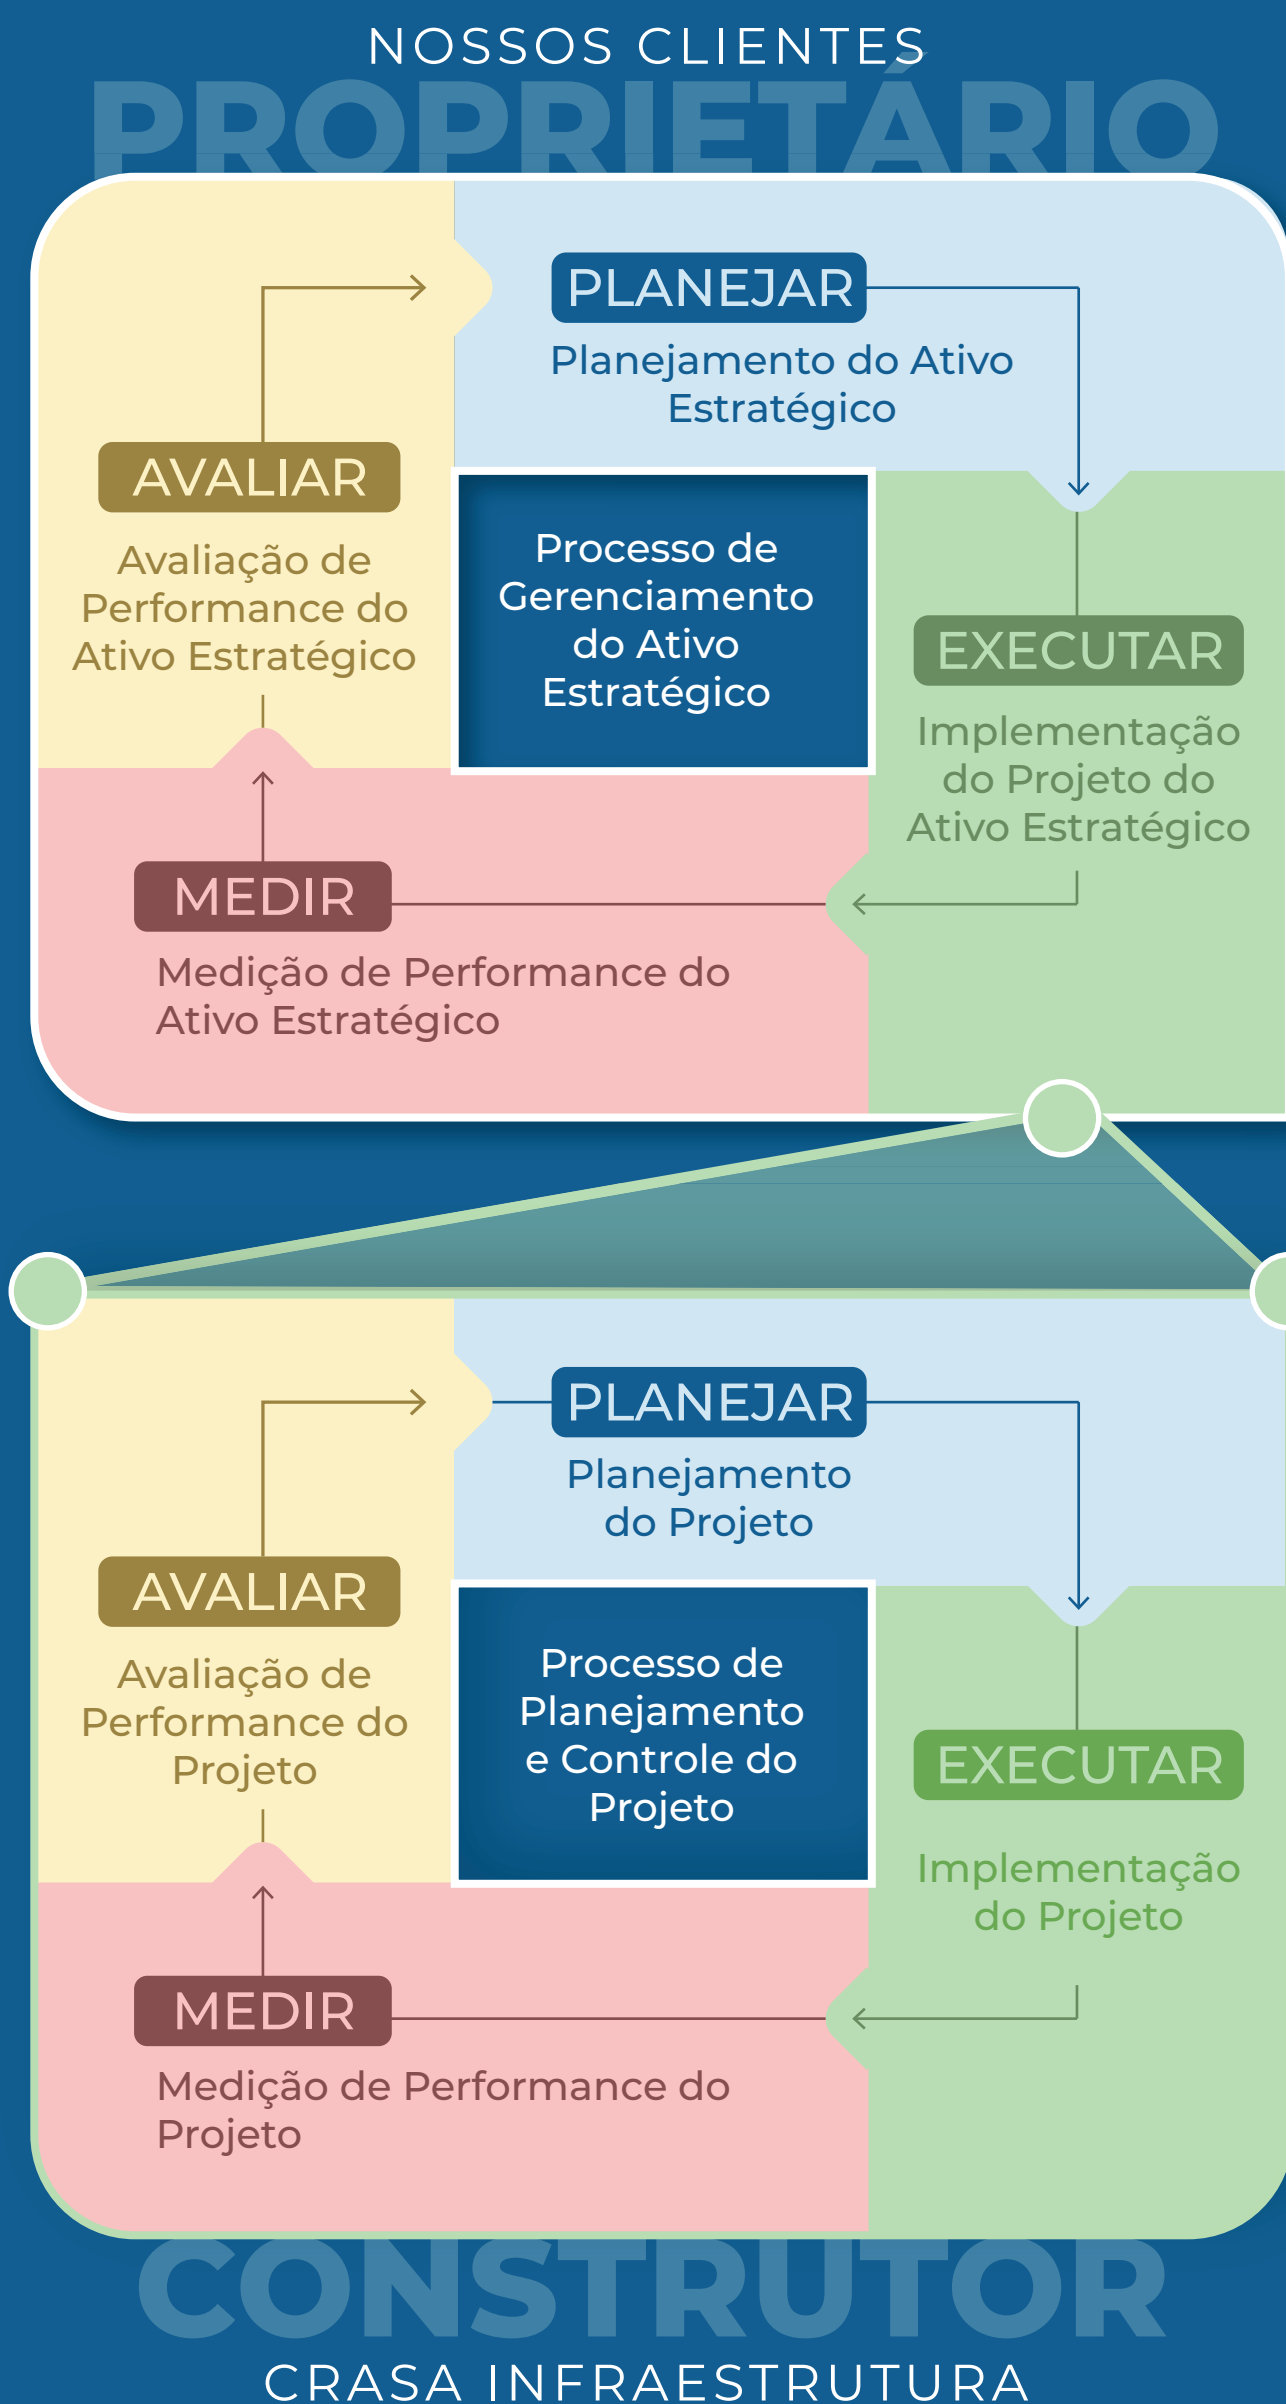 NOSSOS CLIENTES
PROPRIETÁRIO
PLANEJAR
Planejamento do Ativo
Estratégico
AVALIAR
Avaliação de
Performance do
Ativo Estratégico
Processo de
Gerenciamento
do Ativo
Estratégico
EXECUTAR
Implementação
do Projeto do
Ativo Estratégico
MEDIR
Medição de Performance do
Ativo Estratégico
PLANEJAR
Planejamento
do Projeto
AVALIAR
Avaliação de
Performance do
Projeto
Processo de
Planejamento
e Controle do
Projeto
EXECUTAR
Implementação
do Projeto
MEDIR
Medição de Performance do
Projeto
CONSTRUTOR
CRASA INFRAESTRUTURA